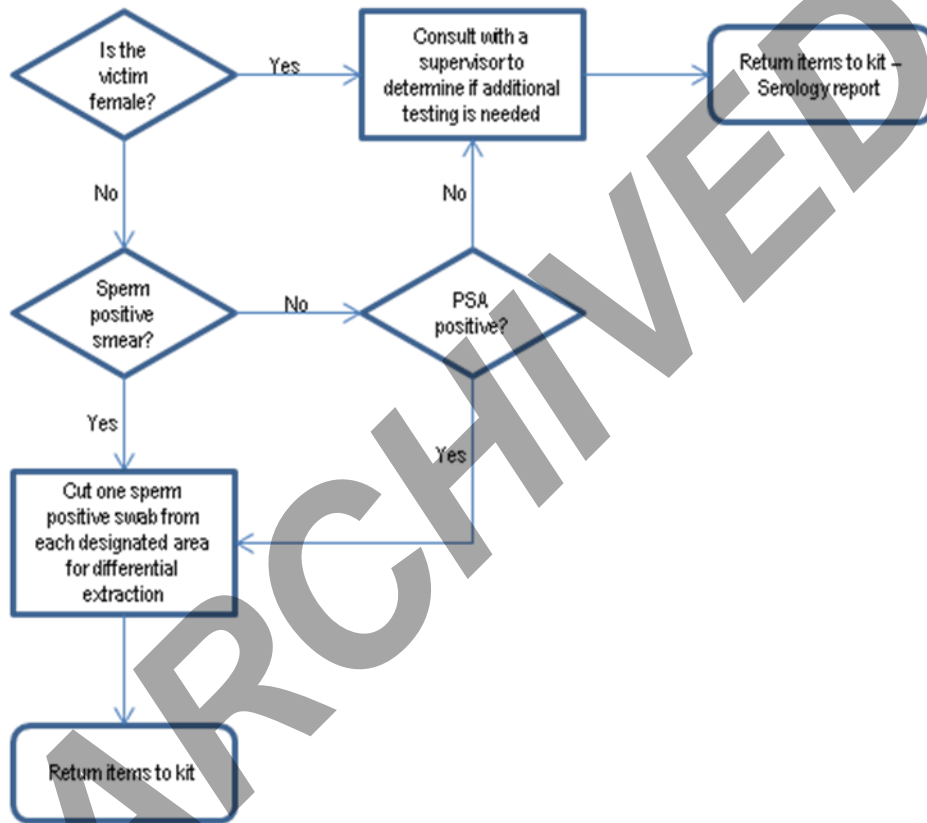 Is the
victim
female?
Yes
Consult with a
supervisor to
determine if additional
testing is needed
Return items to kit –
Serology report
No
No
Sperm
positive
smear?
No
PSA
positive?
Yes
Yes
Cut one sperm
positive swab from
each designated area
for differential
extraction
Return items to kit
ARCHIVED